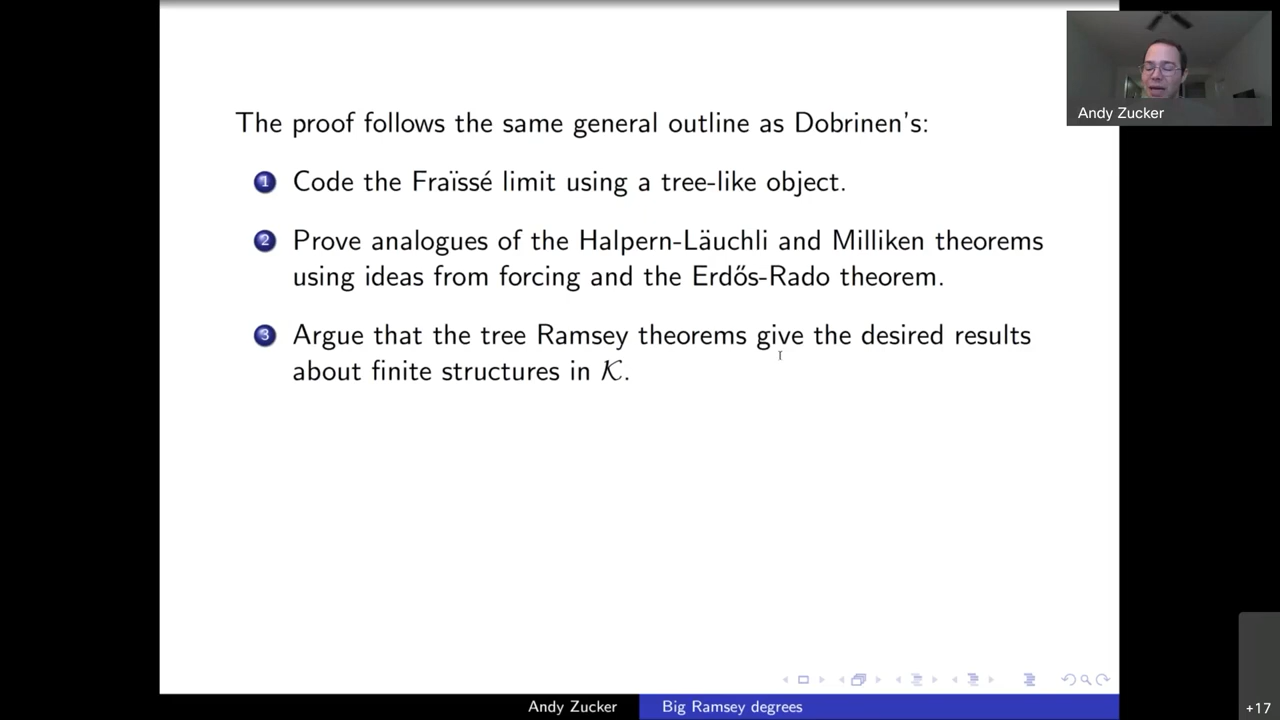 The proof follows the same general outline as Dobrinen's:
1 Code the Fraïssé limit using a tree-like object.
2 Prove analogues of the Halpern-Läuchli and Milliken theorems
using ideas from forcing and the Erdős-Rado theorem.
3 Argue that the tree Ramsey theorems give the desired results
about finite structures in 𝒦.
Andy Zucker
Andy Zucker Big Ramsey degrees
+17